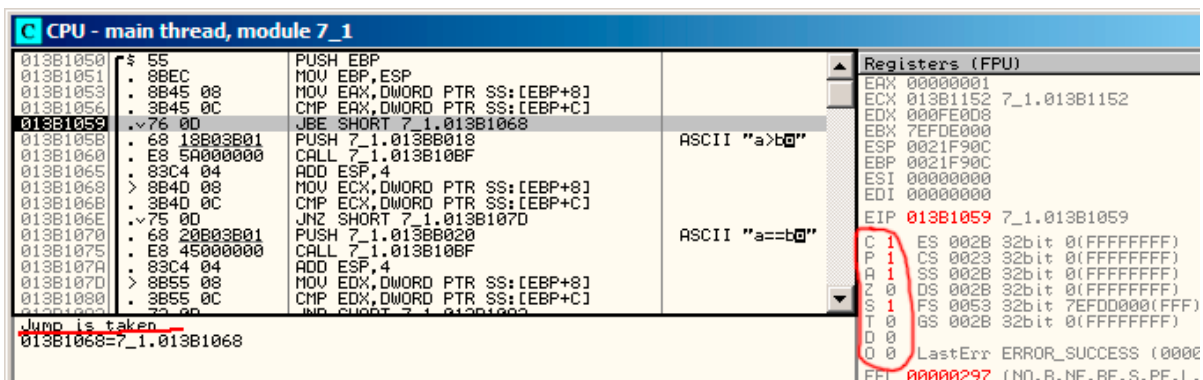 C CPU - main thread, module 7_1
013B1050 $ 55 PUSH EBP
013B1051 . 8BEC MOV EBP,ESP
013B1053 . 8B45 08 MOV EAX,DWORD PTR SS:[EBP+8]
013B1056 . 3B45 0C CMP EAX,DWORD PTR SS:[EBP+C]
013B1059 .v76 0D JBE SHORT 7_1.013B1068
013B105B . 68 18B03B01 PUSH 7_1.013BB018 ASCII "a>b◙"
013B1060 . E8 5A000000 CALL 7_1.013B10BF
013B1065 . 83C4 04 ADD ESP,4
013B1068 > 8B4D 08 MOV ECX,DWORD PTR SS:[EBP+8]
013B106B . 3B4D 0C CMP ECX,DWORD PTR SS:[EBP+C]
013B106E .v75 0D JNZ SHORT 7_1.013B107D
013B1070 . 68 20B03B01 PUSH 7_1.013BB020 ASCII "a==b◙"
013B1075 . E8 45000000 CALL 7_1.013B10BF
013B107A . 83C4 04 ADD ESP,4
013B107D > 8B55 08 MOV EDX,DWORD PTR SS:[EBP+8]
013B1080 . 3B55 0C CMP EDX,DWORD PTR SS:[EBP+C]
Jump is taken
013B1068=7_1.013B1068
Registers (FPU)
EAX 00000001
ECX 013B1152 7_1.013B1152
EDX 000FE0D8
EBX 7EFDE000
ESP 0021F90C
EBP 0021F90C
ESI 00000000
EDI 00000000
EIP 013B1059 7_1.013B1059
C 1 ES 002B 32bit 0(FFFFFFFF)
P 1 CS 0023 32bit 0(FFFFFFFF)
A 1 SS 002B 32bit 0(FFFFFFFF)
Z 0 DS 002B 32bit 0(FFFFFFFF)
S 1 FS 0053 32bit 7EFDD000(FFF)
T 0 GS 002B 32bit 0(FFFFFFFF)
D 0
O 0 LastErr ERROR_SUCCESS (0000
EFL 00000297 (NO,B,NE,BE,S,PE,L,